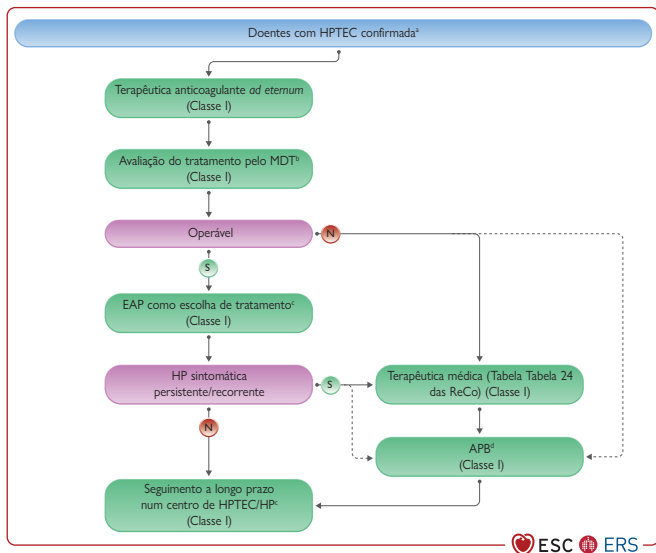 Doentes com HPTEC confirmadaª
Terapêutica anticoagulante ad eternum
(Classe I)
Avaliação do tratamento pelo MDTᵇ
(Classe I)
Operável
N
S
EAP como escolha de tratamentoᶜ
(Classe I)
HP sintomática
persistente/recorrente
S
Terapêutica médica (Tabela Tabela 24
das ReCo) (Classe I)
N
APBᵈ
(Classe I)
Seguimento a longo prazo
num centro de HPTEC/HPᶜ
(Classe I)
ESC ERS